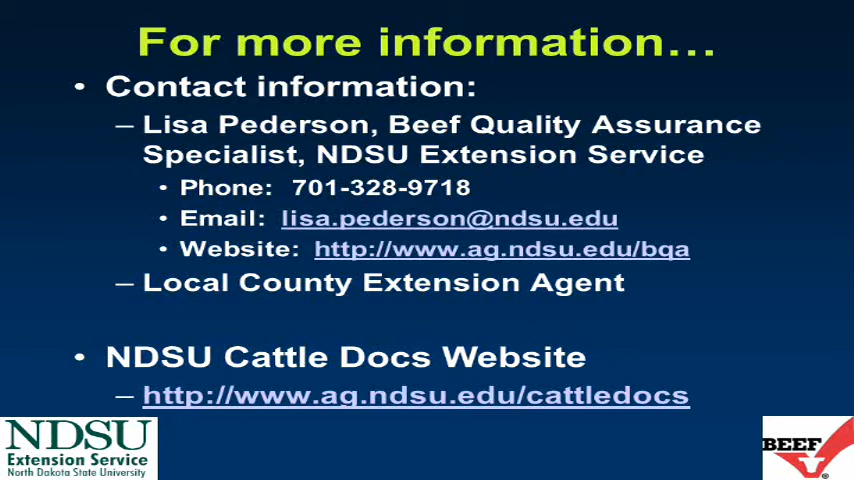 For more information…
• Contact information:
– Lisa Pederson, Beef Quality Assurance
Specialist, NDSU Extension Service
• Phone: 701-328-9718
• Email: lisa.pederson@ndsu.edu
• Website: http://www.ag.ndsu.edu/bqa
– Local County Extension Agent
• NDSU Cattle Docs Website
– http://www.ag.ndsu.edu/cattledocs
NDSU
Extension Service
North Dakota State University
BEEF
®